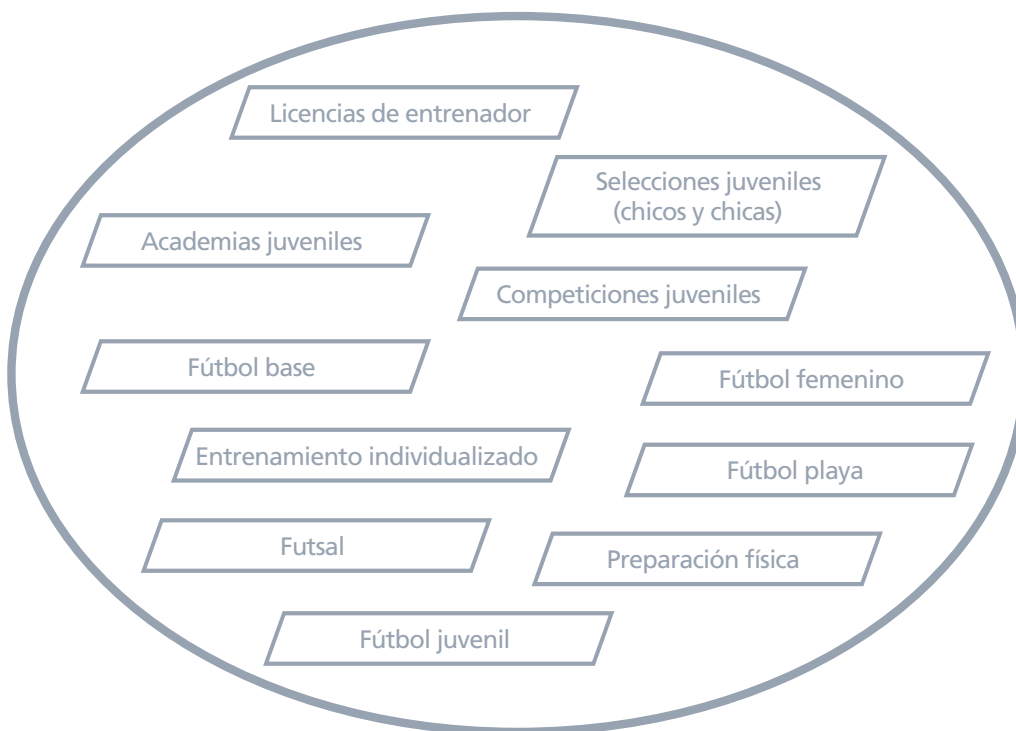 Licencias de entrenador
Selecciones juveniles
(chicos y chicas)
Academias juveniles
Competiciones juveniles
Fútbol base
Fútbol femenino
Entrenamiento individualizado
Fútbol playa
Futsal
Preparación física
Fútbol juvenil